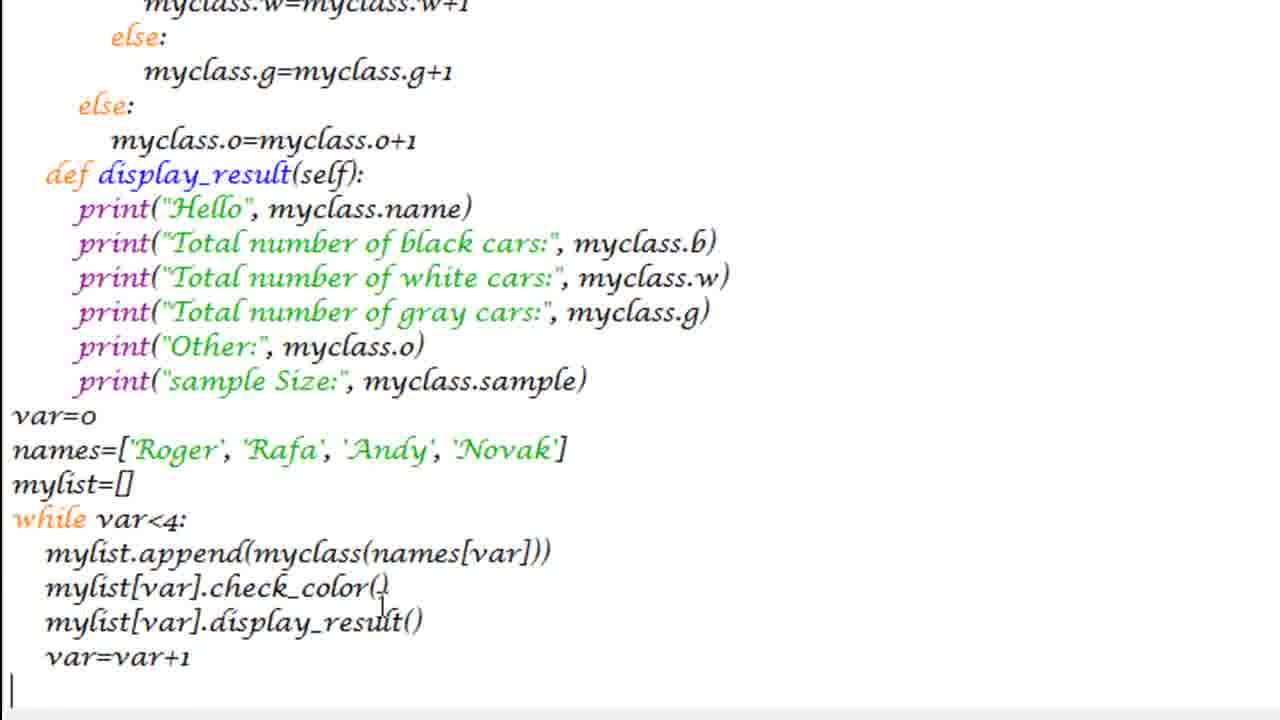 myclass.w=myclass.w+1
else:
myclass.g=myclass.g+1
else:
myclass.o=myclass.o+1
def display_result(self):
print("Hello", myclass.name)
print("Total number of black cars:", myclass.b)
print("Total number of white cars:", myclass.w)
print("Total number of gray cars:", myclass.g)
print("Other:", myclass.o)
print("sample Size:", myclass.sample)
var=0
names=['Roger', 'Rafa', 'Andy', 'Novak']
mylist=[]
while var<4:
mylist.append(myclass(names[var]))
mylist[var].check_color()
mylist[var].display_result()
var=var+1